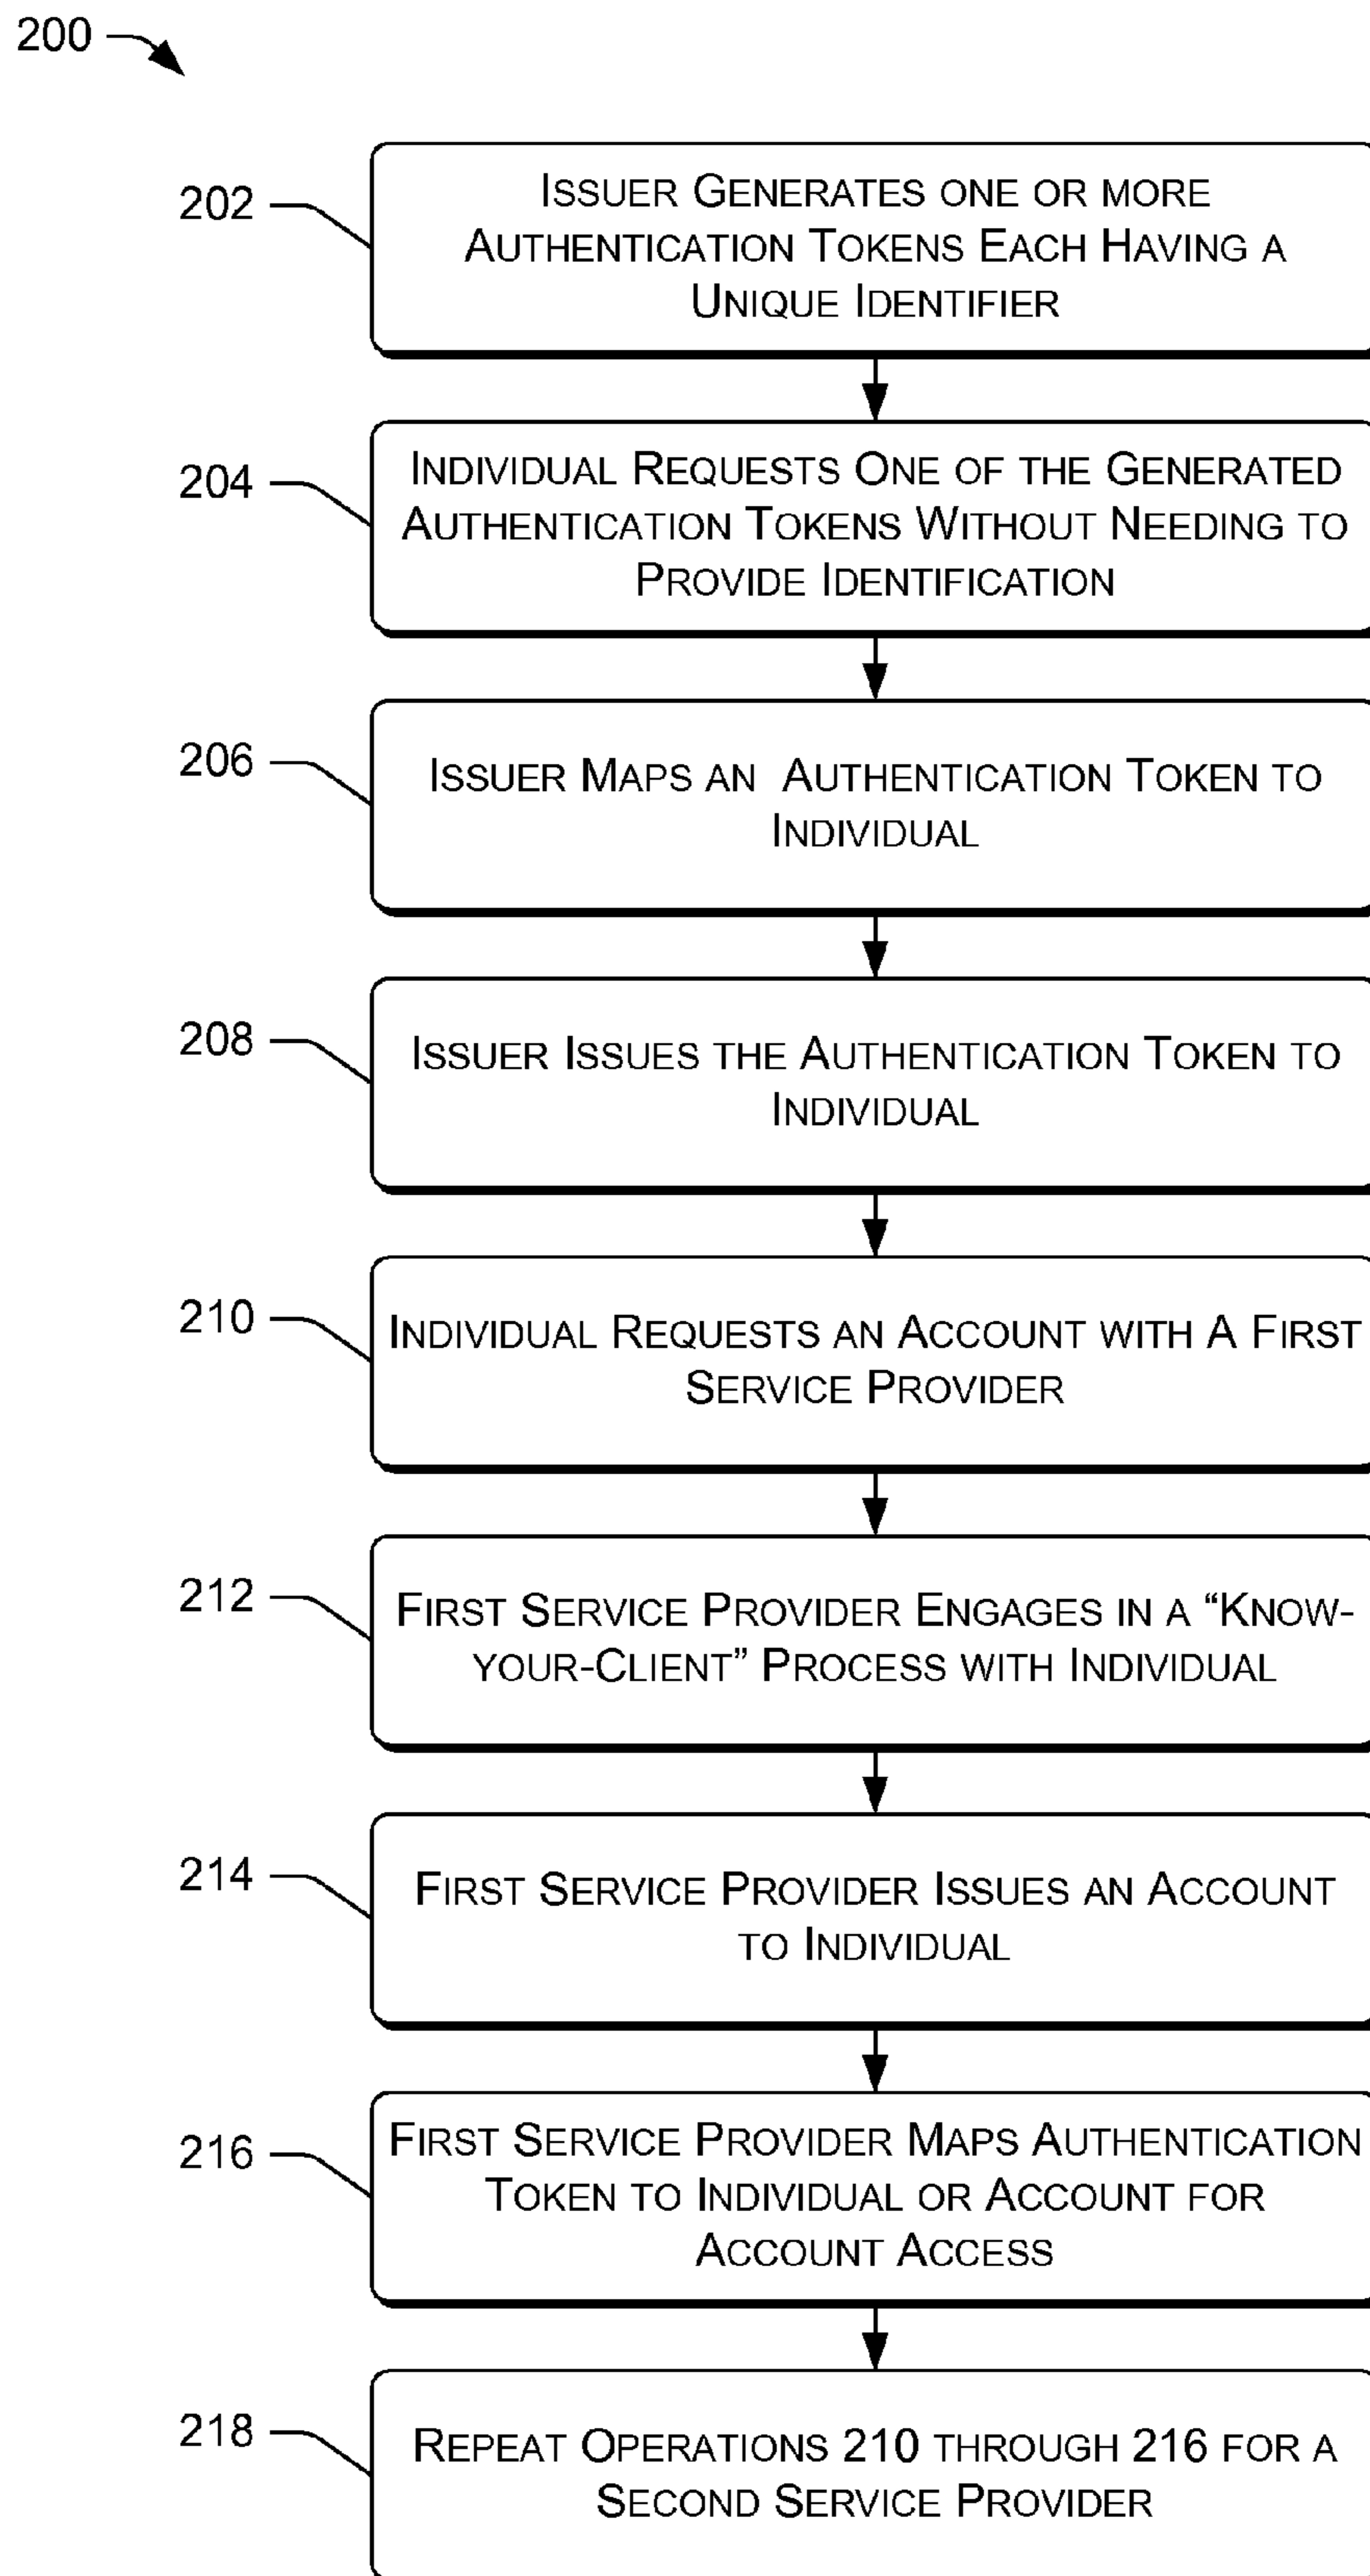 200
202
ISSUER GENERATES ONE OR MORE
AUTHENTICATION TOKENS EACH HAVING A
UNIQUE IDENTIFIER
204
INDIVIDUAL REQUESTS ONE OF THE GENERATED
AUTHENTICATION TOKENS WITHOUT NEEDING TO
PROVIDE IDENTIFICATION
206
ISSUER MAPS AN AUTHENTICATION TOKEN TO
INDIVIDUAL
208
ISSUER ISSUES THE AUTHENTICATION TOKEN TO
INDIVIDUAL
210
INDIVIDUAL REQUESTS AN ACCOUNT WITH A FIRST
SERVICE PROVIDER
212
FIRST SERVICE PROVIDER ENGAGES IN A “KNOW-
YOUR-CLIENT” PROCESS WITH INDIVIDUAL
214
FIRST SERVICE PROVIDER ISSUES AN ACCOUNT
TO INDIVIDUAL
216
FIRST SERVICE PROVIDER MAPS AUTHENTICATION
TOKEN TO INDIVIDUAL OR ACCOUNT FOR
ACCOUNT ACCESS
218
REPEAT OPERATIONS 210 THROUGH 216 FOR A
SECOND SERVICE PROVIDER